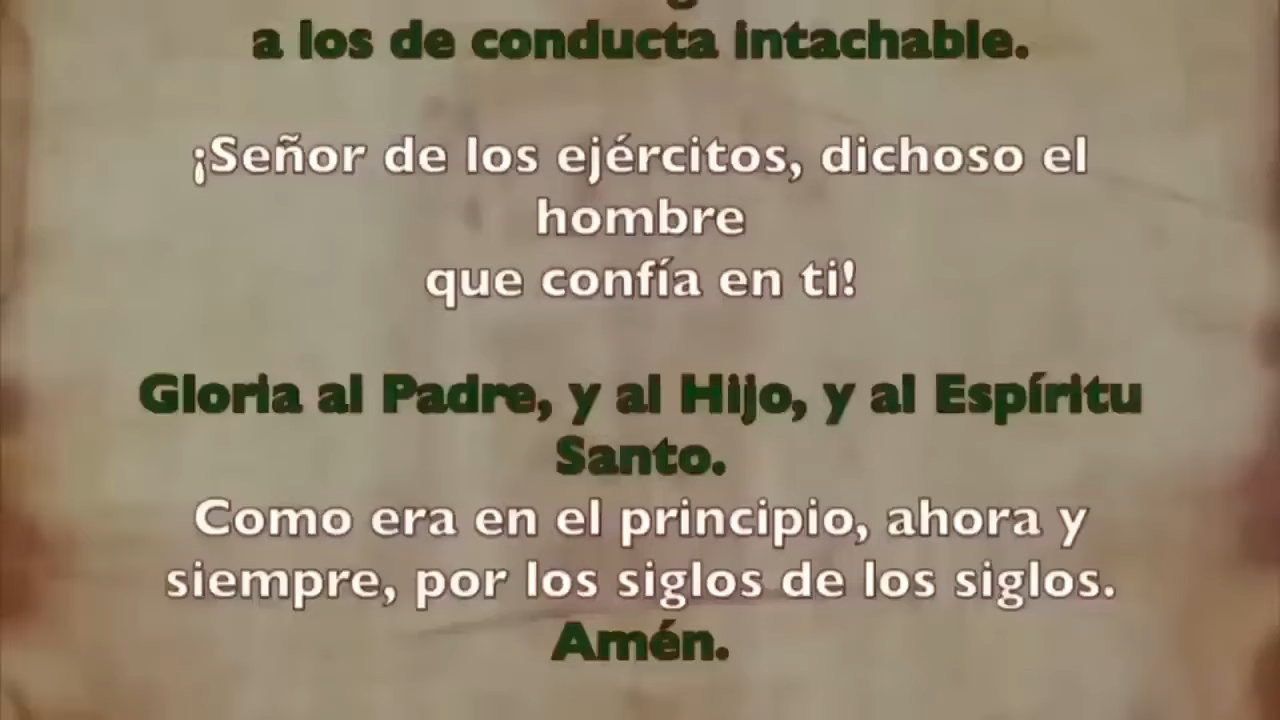 a los de conducta intachable.
¡Señor de los ejércitos, dichoso el
hombre
que confía en ti!
Gloria al Padre, y al Hijo, y al Espíritu
Santo.
Como era en el principio, ahora y
siempre, por los siglos de los siglos.
Amén.